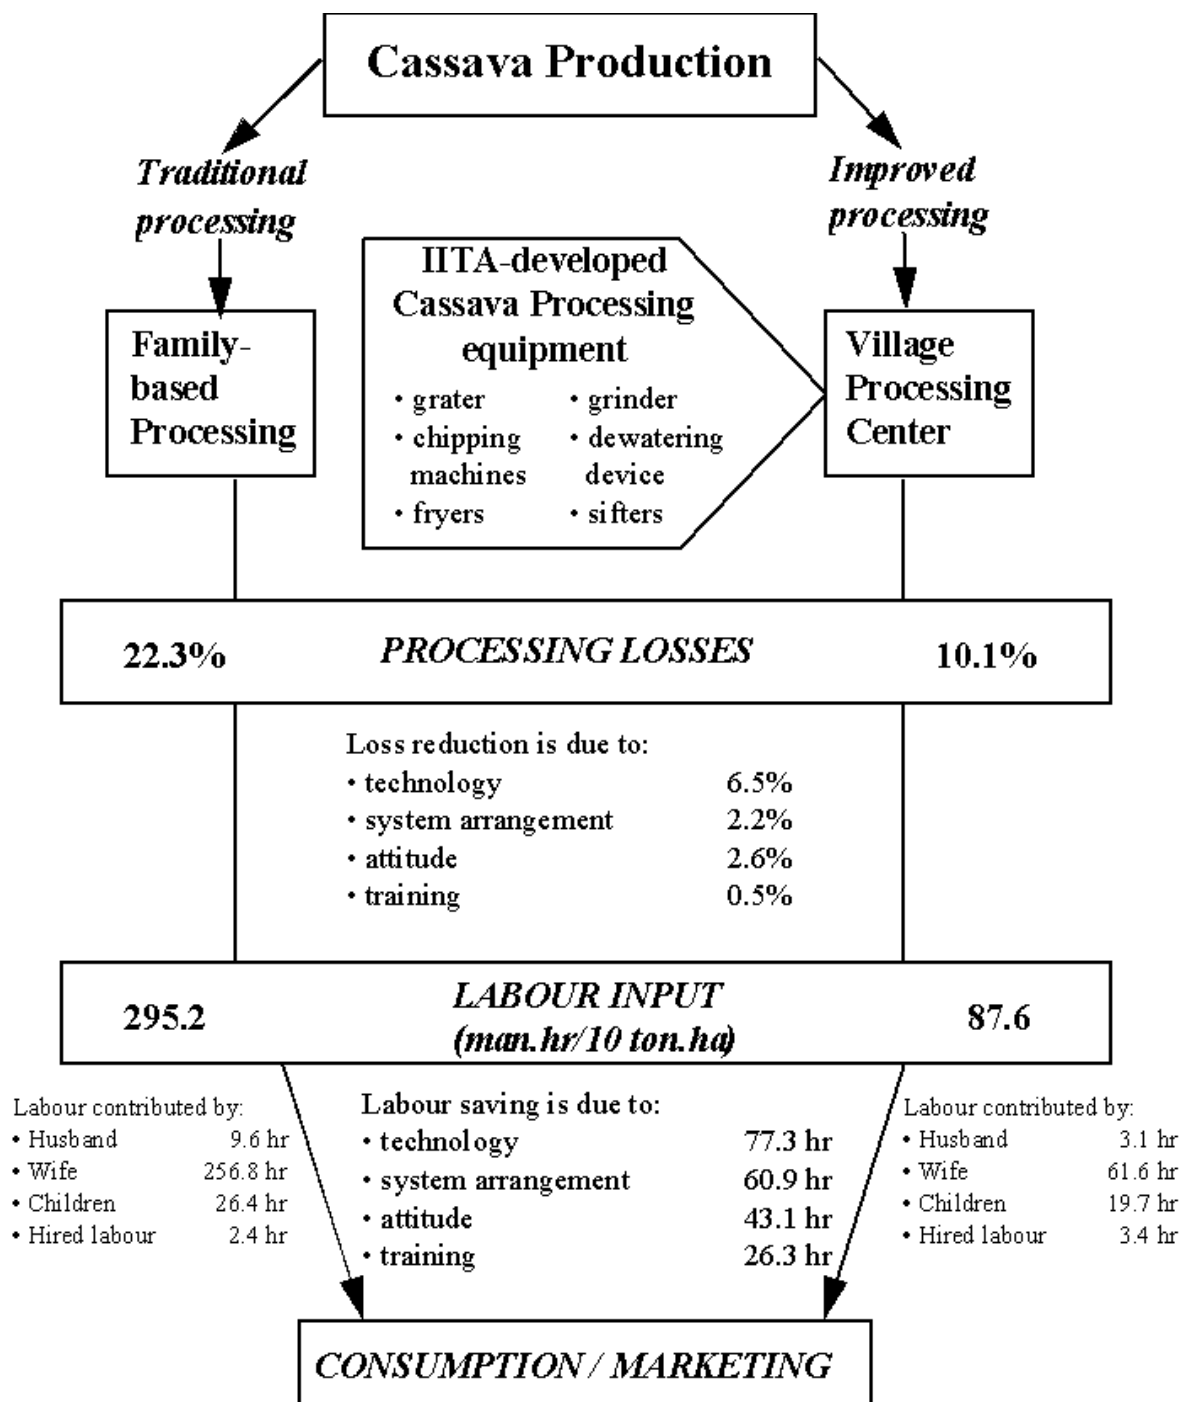 Cassava Production
Traditional
processing
Improved
processing
IITA-developed
Cassava Processing
equipment
• grater
• grinder
• chipping
machines
• dewatering
device
• fryers
• sifters
Family-
based
Processing
Village
Processing
Center
22.3%
PROCESSING LOSSES
10.1%
Loss reduction is due to:
• technology 6.5%
• system arrangement 2.2%
• attitude 2.6%
• training 0.5%
295.2
LABOUR INPUT
(man.hr/10 ton.ha)
87.6
Labour contributed by:
• Husband 9.6 hr
• Wife 256.8 hr
• Children 26.4 hr
• Hired labour 2.4 hr
Labour saving is due to:
• technology 77.3 hr
• system arrangement 60.9 hr
• attitude 43.1 hr
• training 26.3 hr
Labour contributed by:
• Husband 3.1 hr
• Wife 61.6 hr
• Children 19.7 hr
• Hired labour 3.4 hr
CONSUMPTION / MARKETING